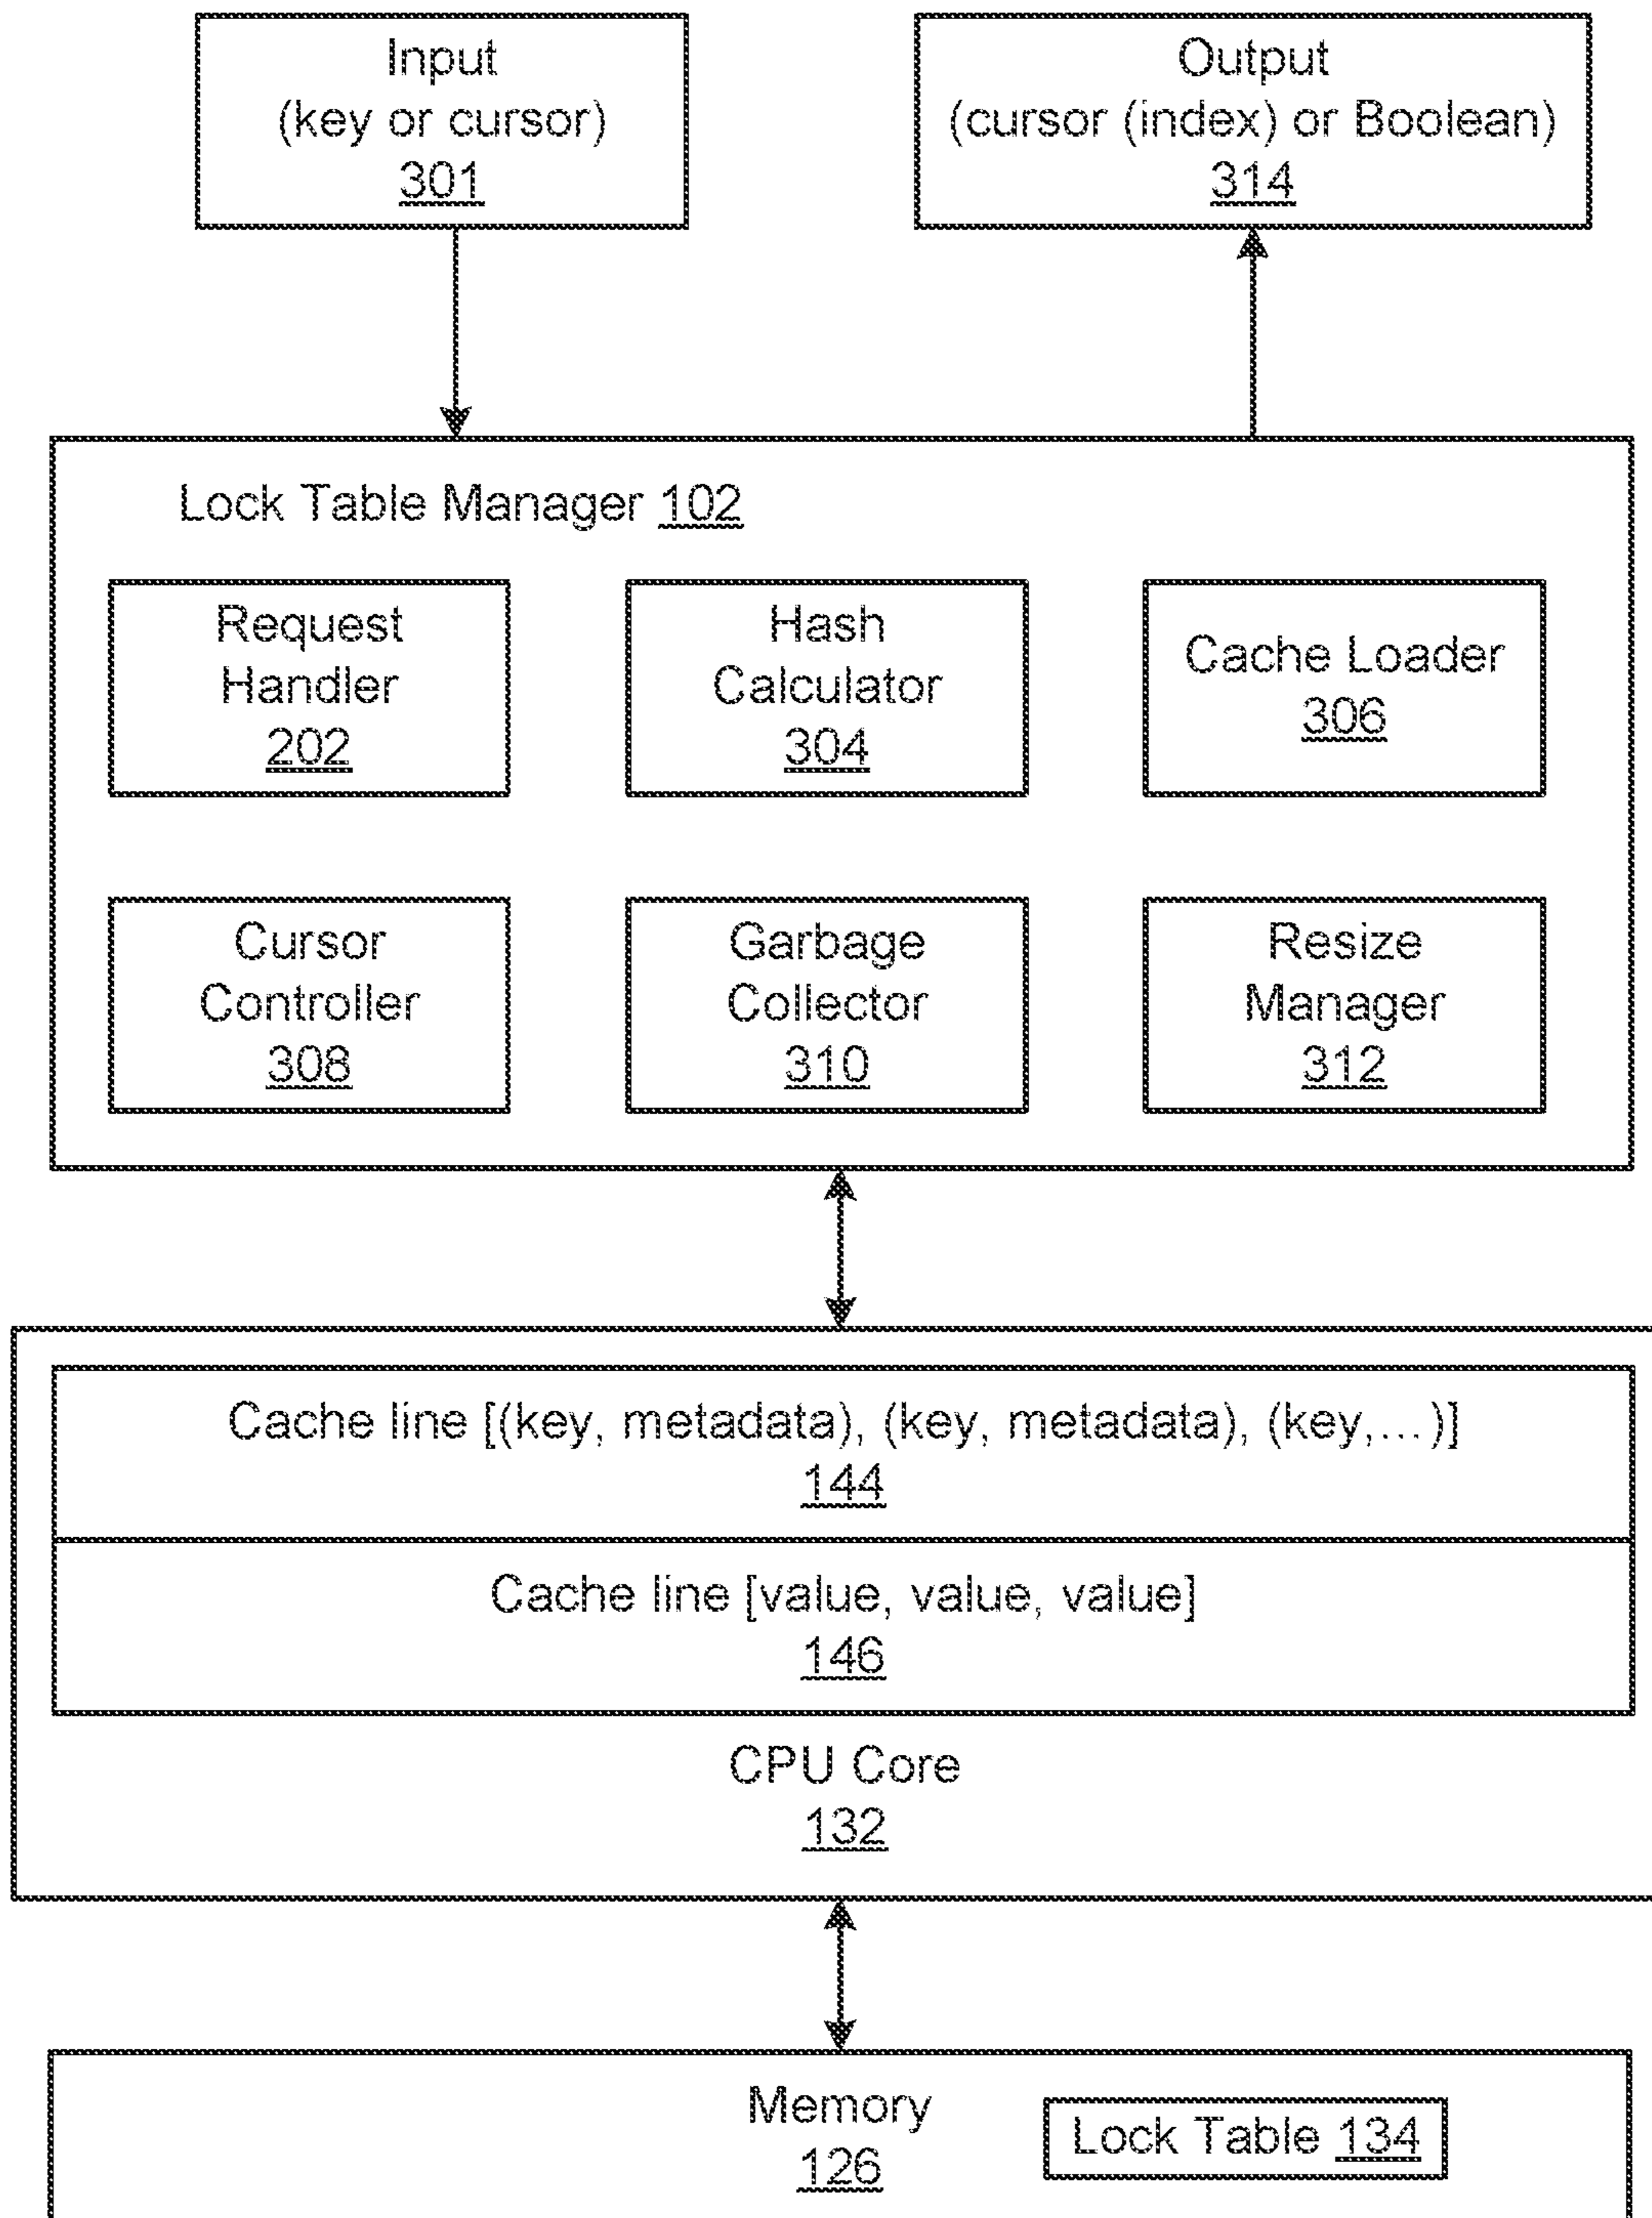 Input
(key or cursor)
301
Output
(cursor (index) or Boolean)
314
Lock Table Manager 102
Request
Handler
202
Hash
Calculator
304
Cache Loader
306
Cursor
Controller
308
Garbage
Collector
310
Resize
Manager
312
Cache line [(key, metadata), (key, metadata), (key,...)]
144
Cache line [value, value, value]
146
CPU Core
132
Memory
126
Lock Table 134